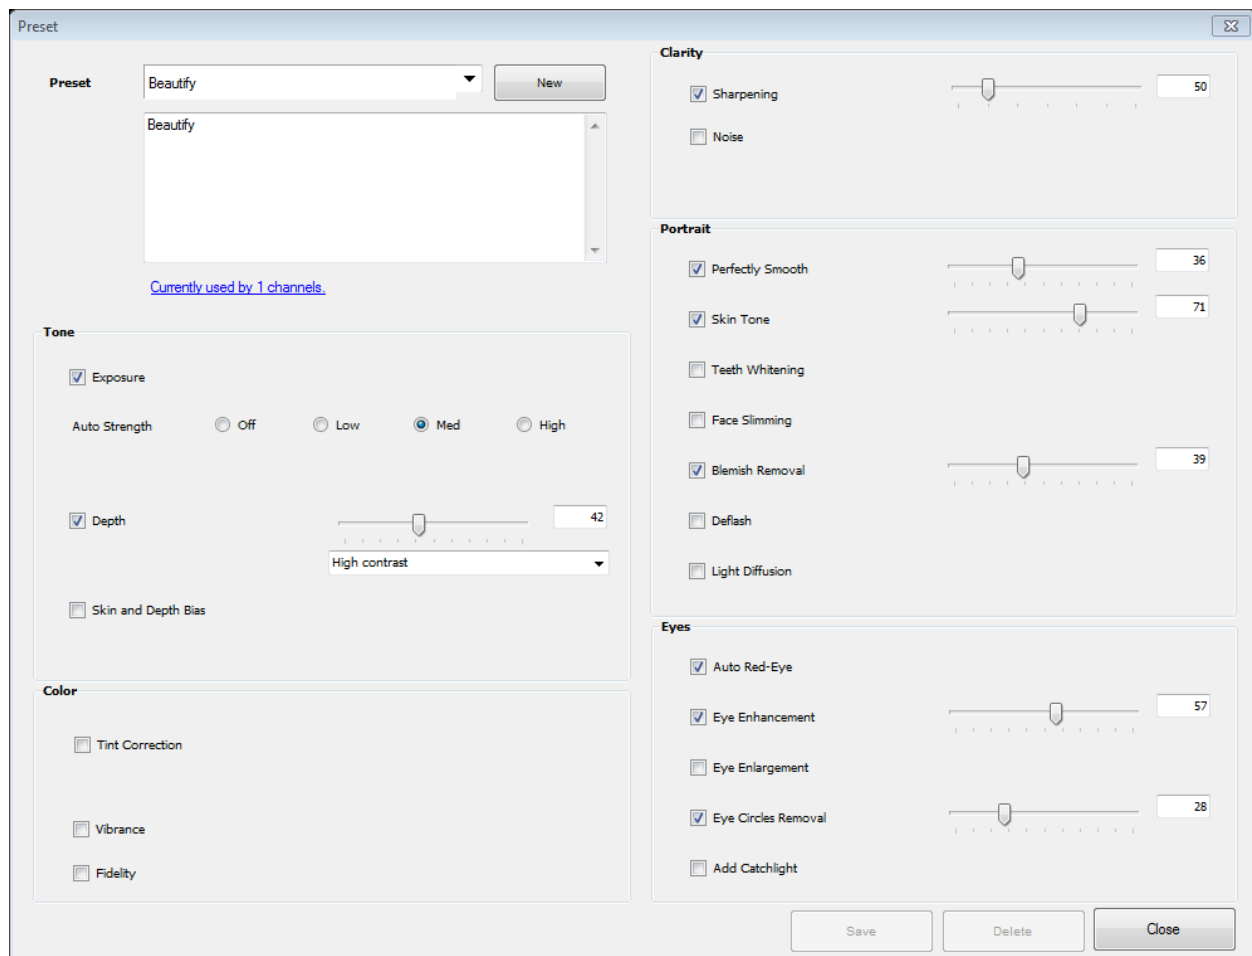 Preset
Preset
Beautify
New
Beautify
Currently used by 1 channels.
Tone
Exposure
Auto Strength
Off
Low
Med
High
Depth
42
High contrast
Skin and Depth Bias
Color
Tint Correction
Vibrance
Fidelity
Clarity
Sharpening
50
Noise
Portrait
Perfectly Smooth
36
Skin Tone
71
Teeth Whitening
Face Slimming
Blemish Removal
39
Deflash
Light Diffusion
Eyes
Auto Red-Eye
Eye Enhancement
57
Eye Enlargement
Eye Circles Removal
28
Add Catchlight
Save
Delete
Close